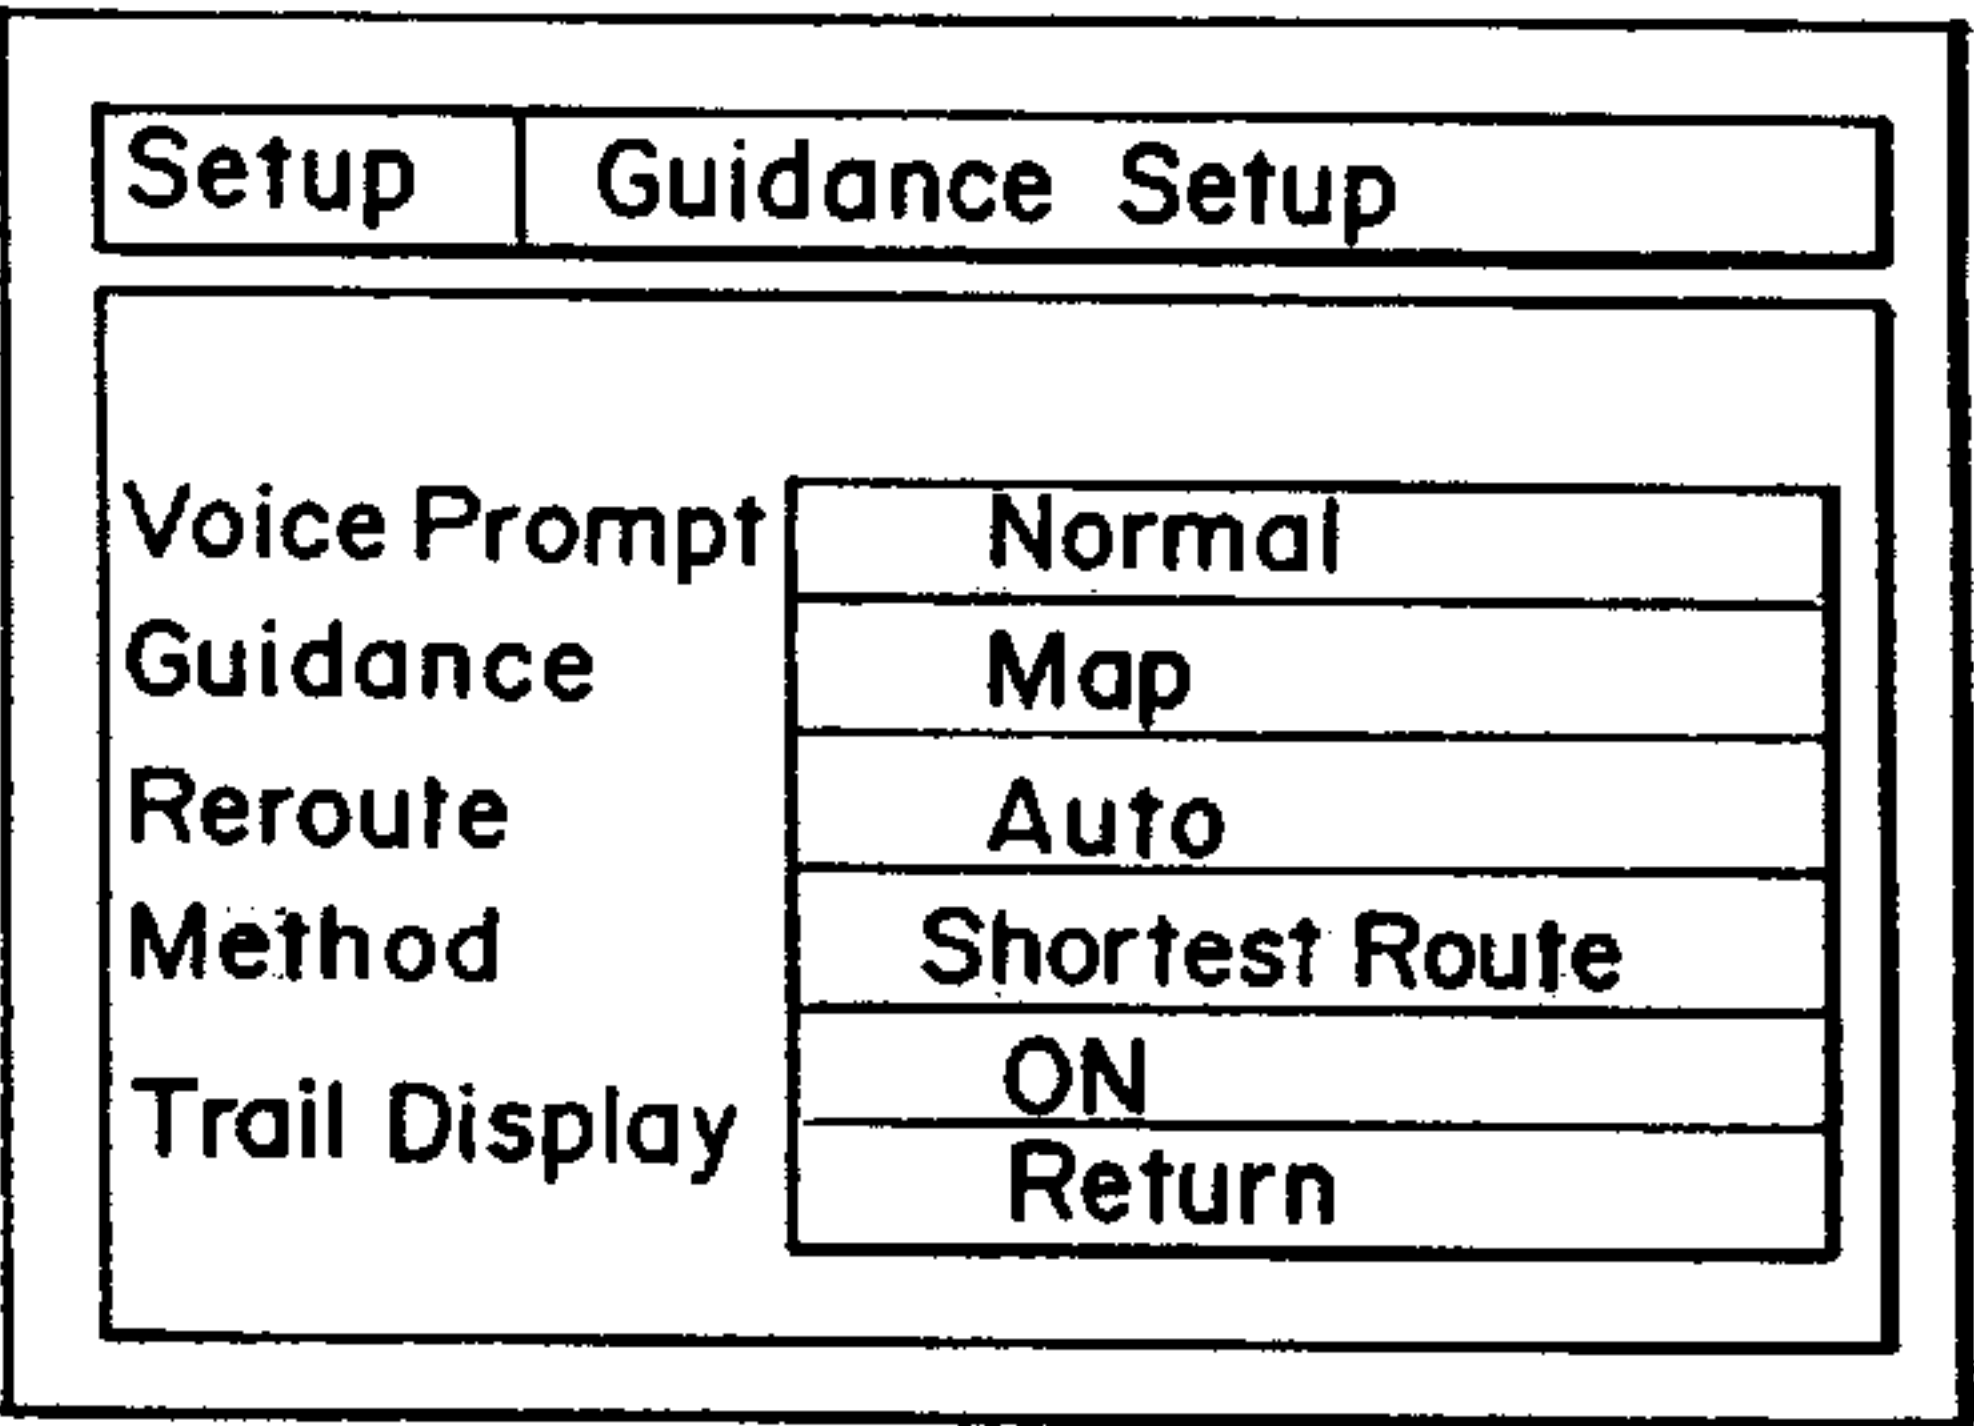 Setup Guidance Setup
Voice Prompt Normal
Guidance Map
Reroute Auto
Method Shortest Route
Trail Display ON
Return